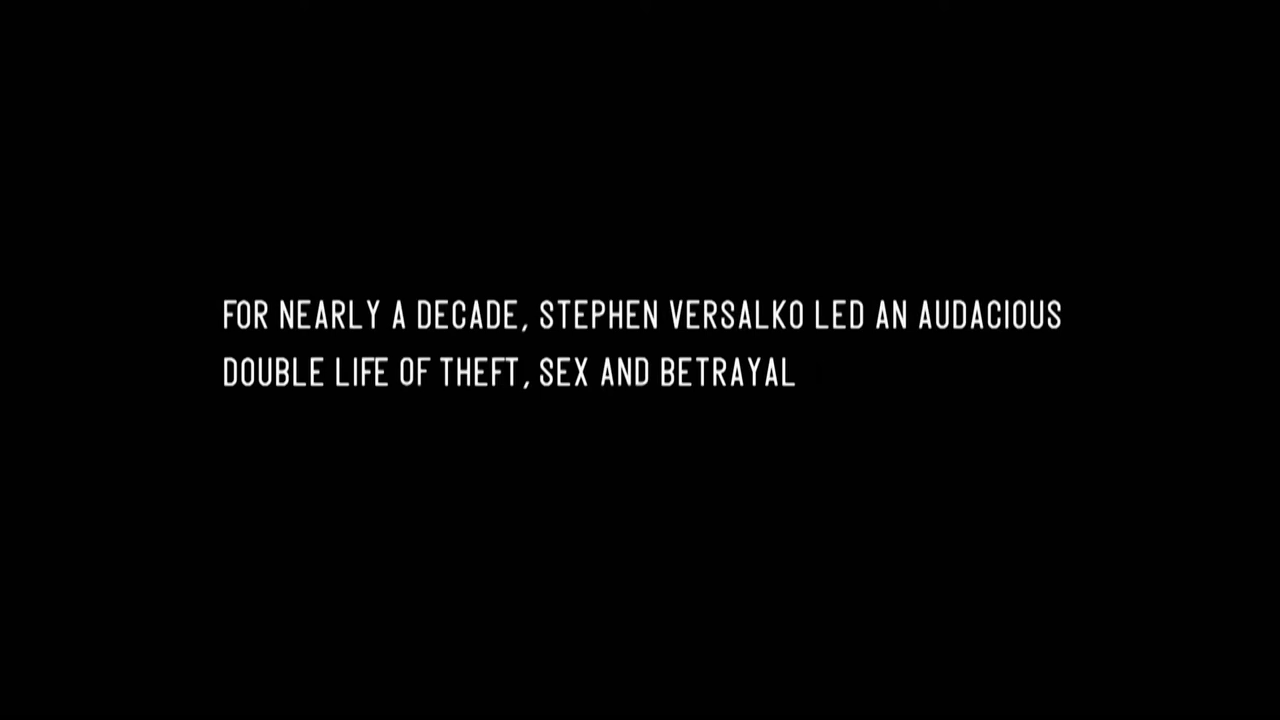 FOR NEARLY A DECADE, STEPHEN VERSALKO LED AN AUDACIOUS
DOUBLE LIFE OF THEFT, SEX AND BETRAYAL